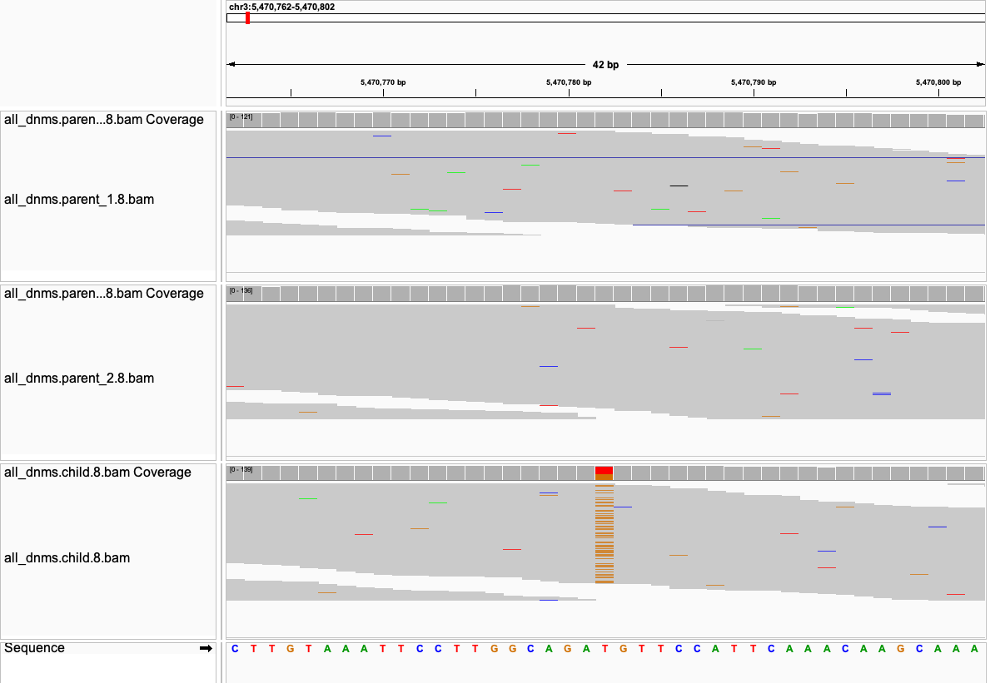 chr3:5,470,762-5,470,802
42 bp
5,470,770 bp 5,470,780 bp 5,470,790 bp 5,470,800 bp
all_dnms.paren...8.bam Coverage
[0 - 121]
all_dnms.parent_1.8.bam
all_dnms.paren...8.bam Coverage
[0 - 136]
all_dnms.parent_2.8.bam
all_dnms.child.8.bam Coverage
[0 - 139]
all_dnms.child.8.bam
Sequence C T T G T A A A T T C C T T G G C A G A T G T T C C A T T C A A A C A A G C A A A